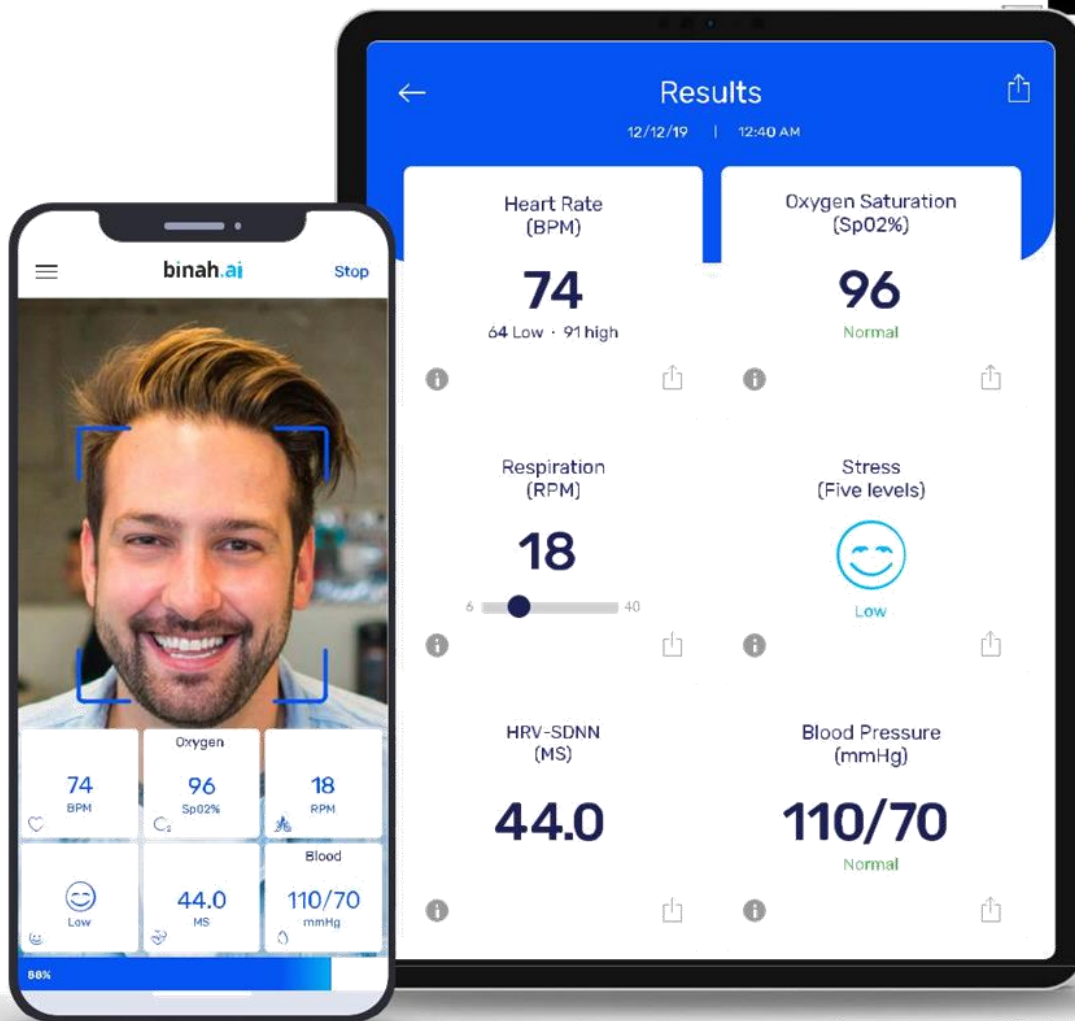 binah.ai
Stop
74
BPM
Oxygen
96
Sp02%
18
RPM
Low
44.0
MS
Blood
110/70
mmHg
88%
Results
12/12/19 | 12:40 AM
Heart Rate
(BPM)
74
64 Low · 91 high
Oxygen Saturation
(Sp02%)
96
Normal
Respiration
(RPM)
18
6 40
Stress
(Five levels)
Low
HRV-SDNN
(MS)
44.0
Blood Pressure
(mmHg)
110/70
Normal